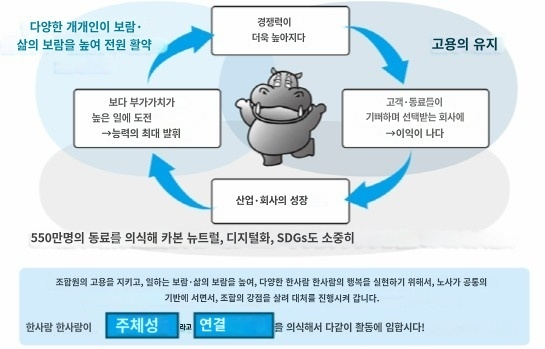 다양한 개개인이 보람·
삶의 보람을 높여 전원 활약
경쟁력이
더욱 높아지다
고용의 유지
보다 부가가치가
높은 일에 도전
→능력의 최대 발휘
고객·동료들이
기뻐하며 선택받는 회사에
→이익이 나다
산업·회사의 성장
550만명의 동료를 의식해 카본 뉴트럴, 디지털화, SDGs도 소중히
조합원의 고용을 지키고, 일하는 보람·삶의 보람을 높여, 다양한 한사람 한사람의 행복을 실현하기 위해서, 노사가 공통의
기반에 서면서, 조합의 강점을 살려 대처를 진행시켜 갑니다.
한사람 한사람이 주체성 라고 연결 을 의식해서 다같이 활동에 임합시다!